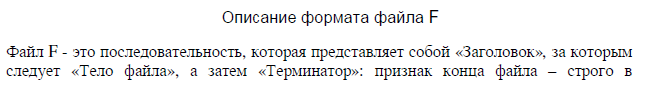 Описание формата файла F
Файл F - это последовательность, которая представляет собой «Заголовок», за которым
следует «Тело файла», а затем «Терминатор»: признак конца файла – строго в